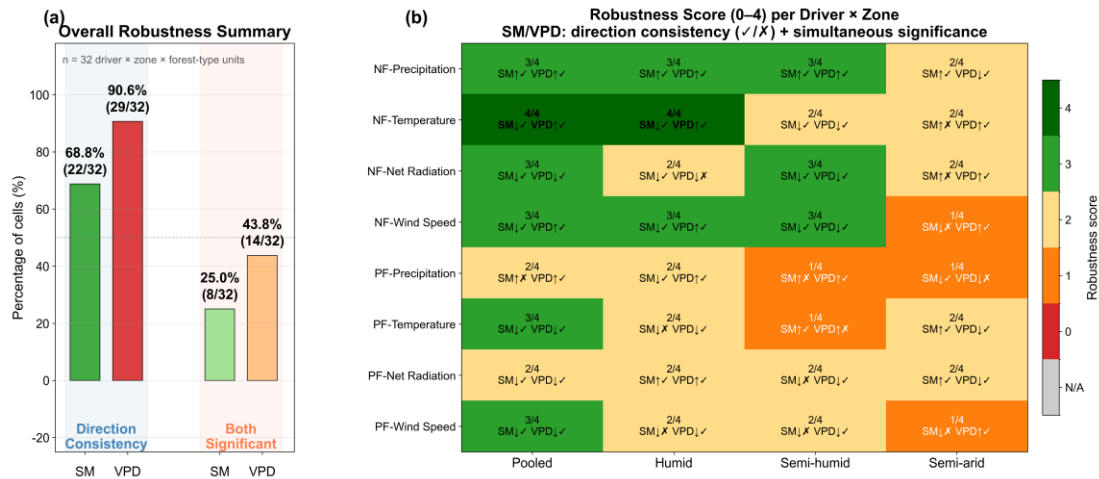 (a)
Overall Robustness Summary
n = 32 driver × zone × forest-type units
Percentage of cells (%)
100
80
60
40
20
0
-20
68.8%
(22/32)
90.6%
(29/32)
25.0%
(8/32)
43.8%
(14/32)
Direction
Consistency
Both
Significant
SM VPD SM VPD
(b)
Robustness Score (0–4) per Driver × Zone
SM/VPD: direction consistency (✓/✗) + simultaneous significance
NF-Precipitation
3/4 3/4 3/4 2/4
SM↑✓ VPD↑✓ SM↑✓ VPD↑✓ SM↑✓ VPD↑✓ SM↑✓ VPD↓✓
NF-Temperature
4/4 4/4 2/4 2/4
SM↓✓ VPD↑✓ SM↓✓ VPD↑✓ SM↓✓ VPD↓✓ SM↑✗ VPD↑✓
NF-Net Radiation
3/4 2/4 3/4 2/4
SM↓✓ VPD↓✓ SM↓✓ VPD↓✗ SM↓✓ VPD↓✓ SM↑✗ VPD↑✓
NF-Wind Speed
3/4 3/4 3/4 1/4
SM↓✓ VPD↑✓ SM↓✓ VPD↑✓ SM↓✓ VPD↓✓ SM↓✗ VPD↑✓
PF-Precipitation
2/4 2/4 1/4 1/4
SM↑✗ VPD↑✓ SM↓✓ VPD↑✓ SM↑✗ VPD↑✓ SM↓✓ VPD↓✗
PF-Temperature
3/4 2/4 1/4 2/4
SM↓✓ VPD↓✓ SM↓✗ VPD↓✓ SM↑✓ VPD↑✗ SM↑✓ VPD↓✓
PF-Net Radiation
2/4 2/4 2/4 2/4
SM↓✓ VPD↓✓ SM↑✓ VPD↑✓ SM↓✗ VPD↓✓ SM↑✓ VPD↓✓
PF-Wind Speed
3/4 2/4 2/4 1/4
SM↓✓ VPD↓✓ SM↓✗ VPD↓✓ SM↓✗ VPD↓✓ SM↓✗ VPD↑✓
Pooled Humid Semi-humid Semi-arid
4
3
2
1
0
N/A
Robustness score